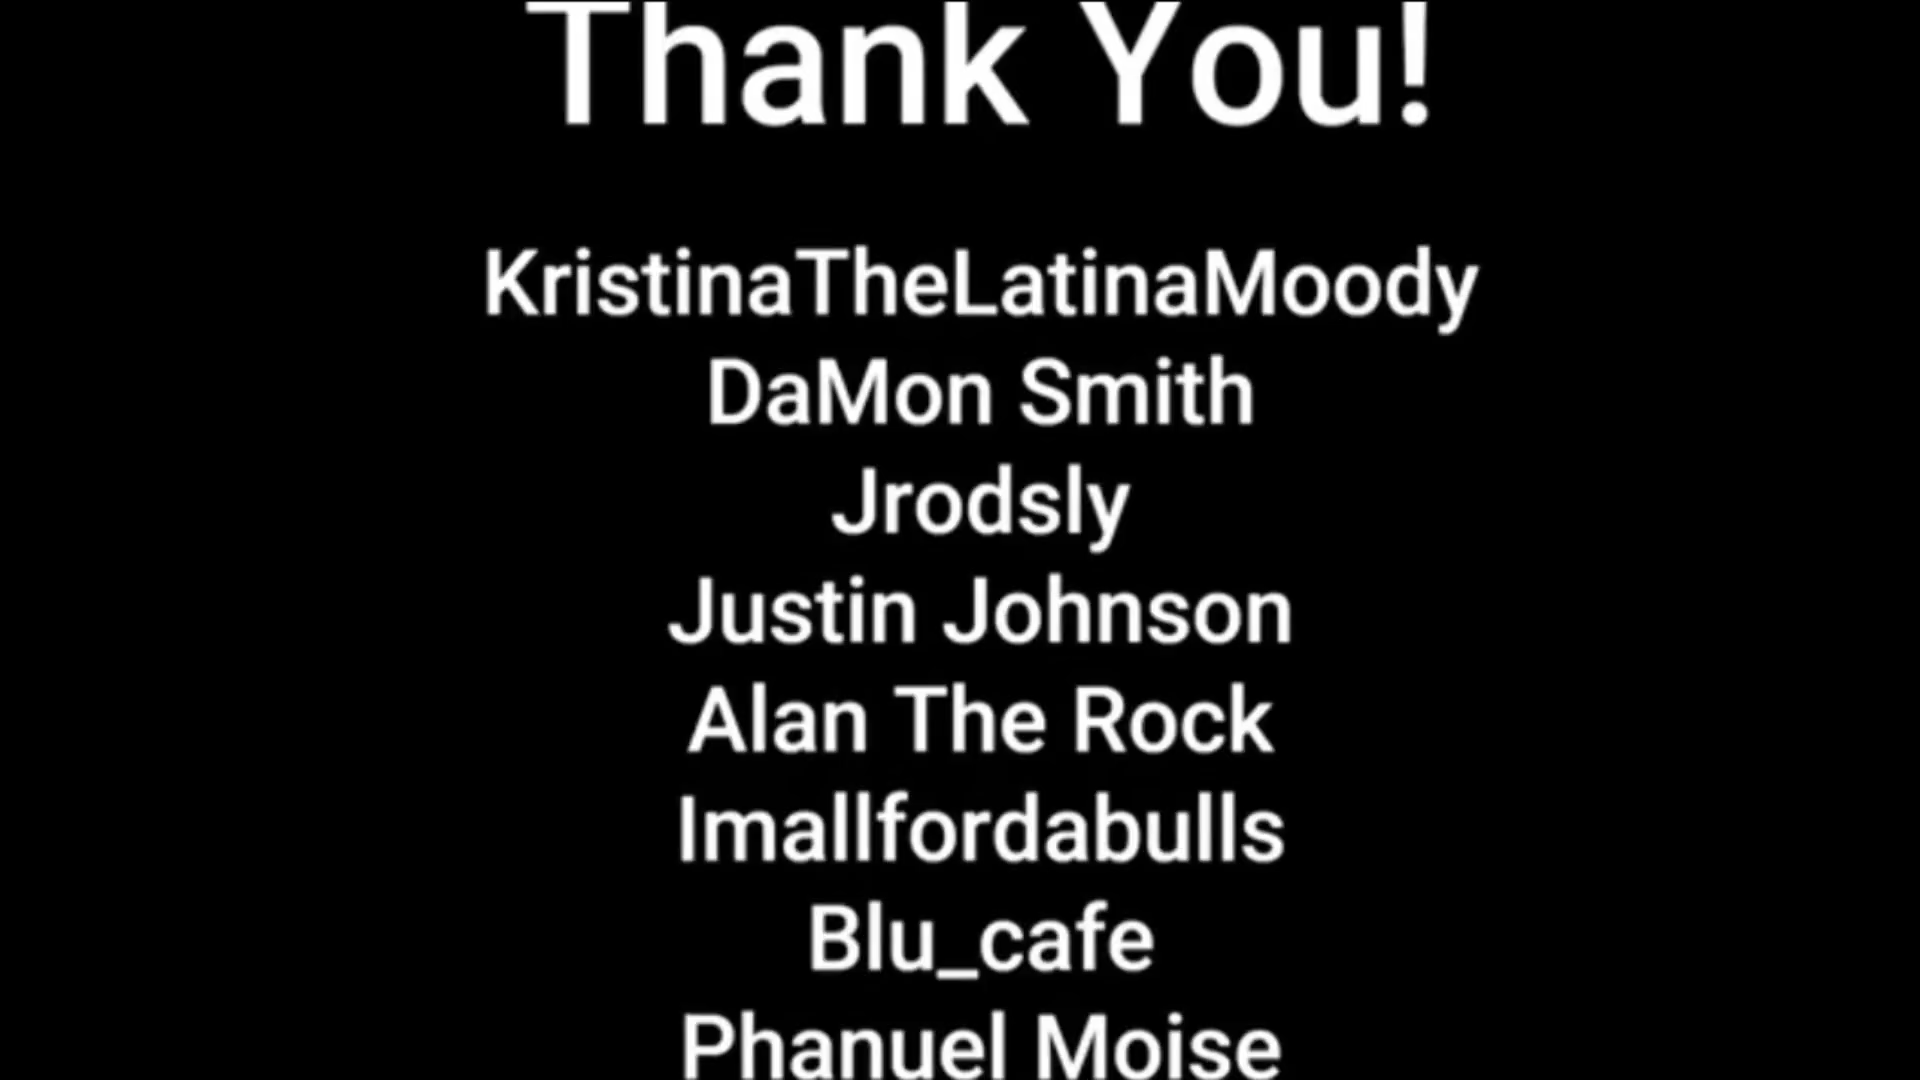 Thank You!
KristinaTheLatinaMoody
DaMon Smith
Jrodsly
Justin Johnson
Alan The Rock
Imallfordabulls
Blu_cafe
Phanuel Moise